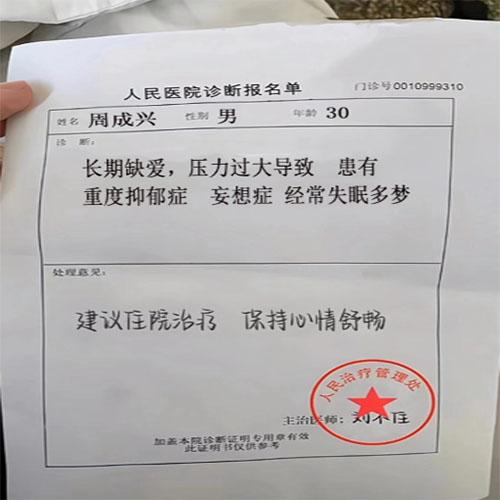 人民医院诊断报名单
门诊号0010999310
姓名 周成兴 性别 男 年龄 30
诊 断:
长期缺爱，压力过大导致 患有
重度抑郁症 妄想症 经常失眠多梦
处理意见:
建议住院治疗 保持心情舒畅
人民治疗管理处
主治医师: 刘不住
加盖本院诊断证明专用章有效
此证明书仅供参考